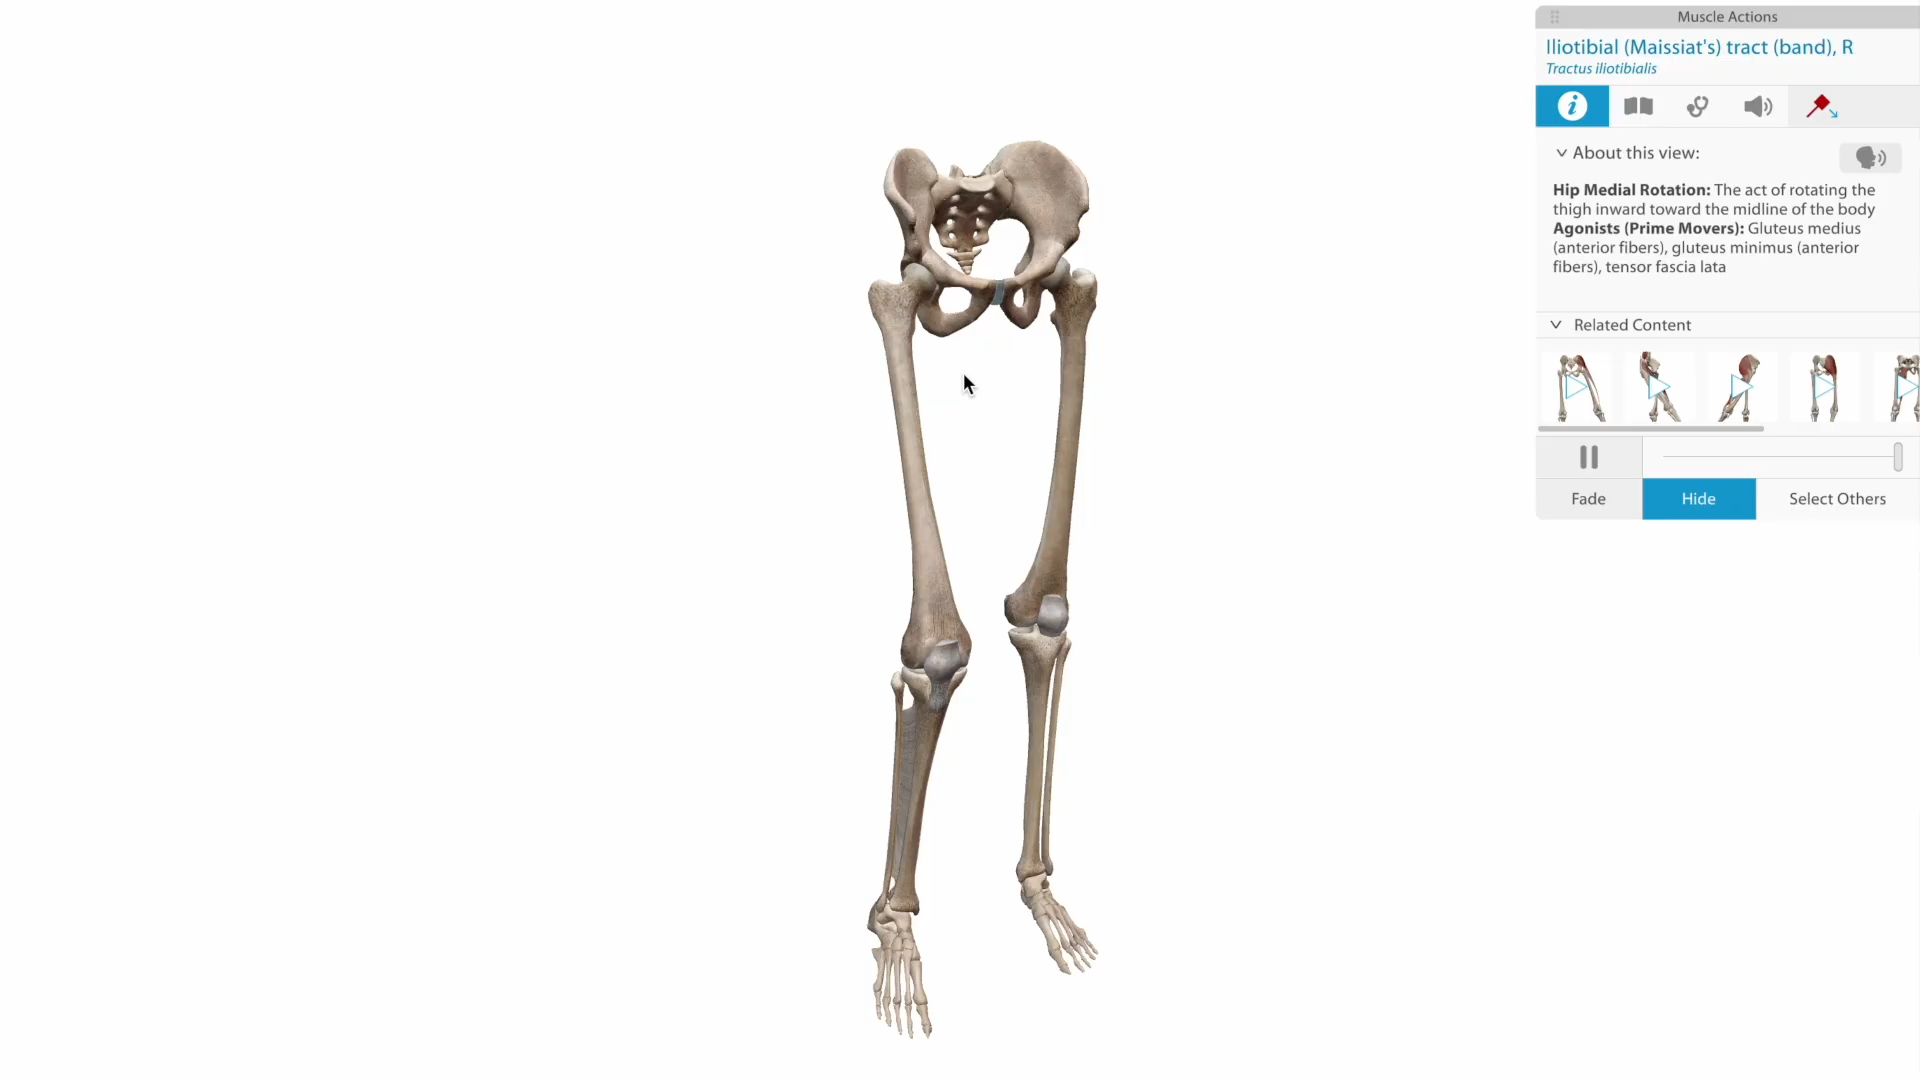 Muscle Actions
Iliotibial (Maissiat's) tract (band), R
Tractus iliotibialis
About this view:
Hip Medial Rotation: The act of rotating the
thigh inward toward the midline of the body
Agonists (Prime Movers): Gluteus medius
(anterior fibers), gluteus minimus (anterior
fibers), tensor fascia lata
Related Content
Fade
Hide
Select Others